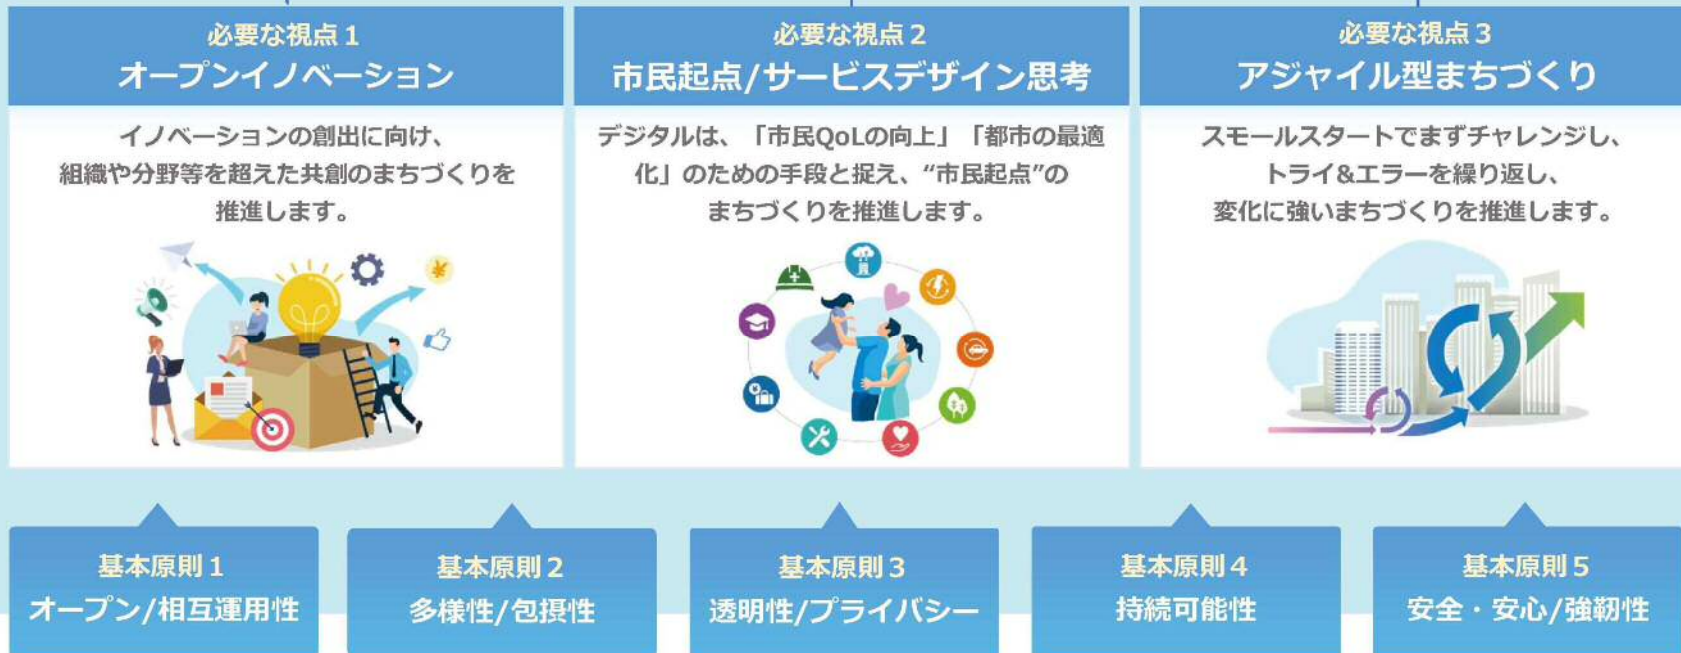 必要な視点１
オープンイノベーション
イノベーションの創出に向け、
組織や分野等を超えた共創のまちづくりを
推進します。
必要な視点２
市民起点/サービスデザイン思考
デジタルは、「市民QoLの向上」「都市の最適
化」のための手段と捉え、“市民起点”の
まちづくりを推進します。
必要な視点３
アジャイル型まちづくり
スモールスタートでまずチャレンジし、
トライ&エラーを繰り返し、
変化に強いまちづくりを推進します。
基本原則１
オープン/相互運用性
基本原則２
多様性/包摂性
基本原則３
透明性/プライバシー
基本原則４
持続可能性
基本原則５
安全・安心/強靭性